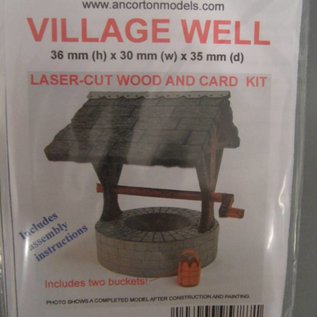 www.ancortonmodels.com
VILLAGE WELL
36 mm (h) x 30 mm (w) x 35 mm (d)
LASER-CUT WOOD AND CARD KIT
Includes
assembly
instructions
Includes two buckets!
PHOTO SHOWS A COMPLETED MODEL AFTER CONSTRUCTION AND PAINTING